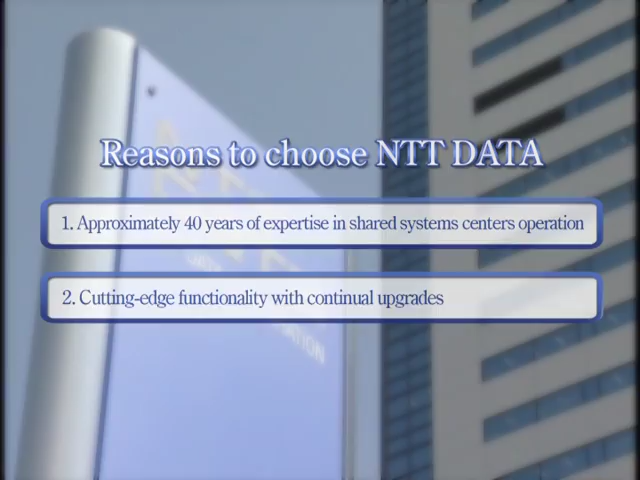 Reasons to choose NTT DATA
1. Approximately 40 years of expertise in shared systems centers operation
2. Cutting-edge functionality with continual upgrades